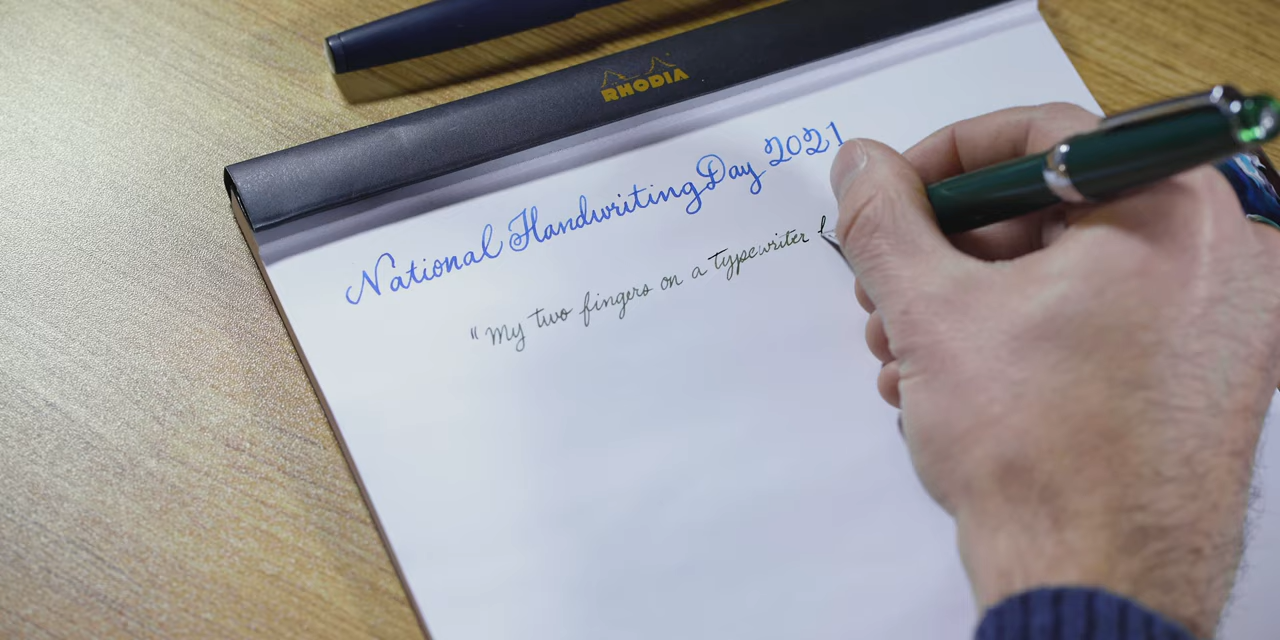 RHODIA
National Handwriting Day 2021
"My two fingers on a typewriter